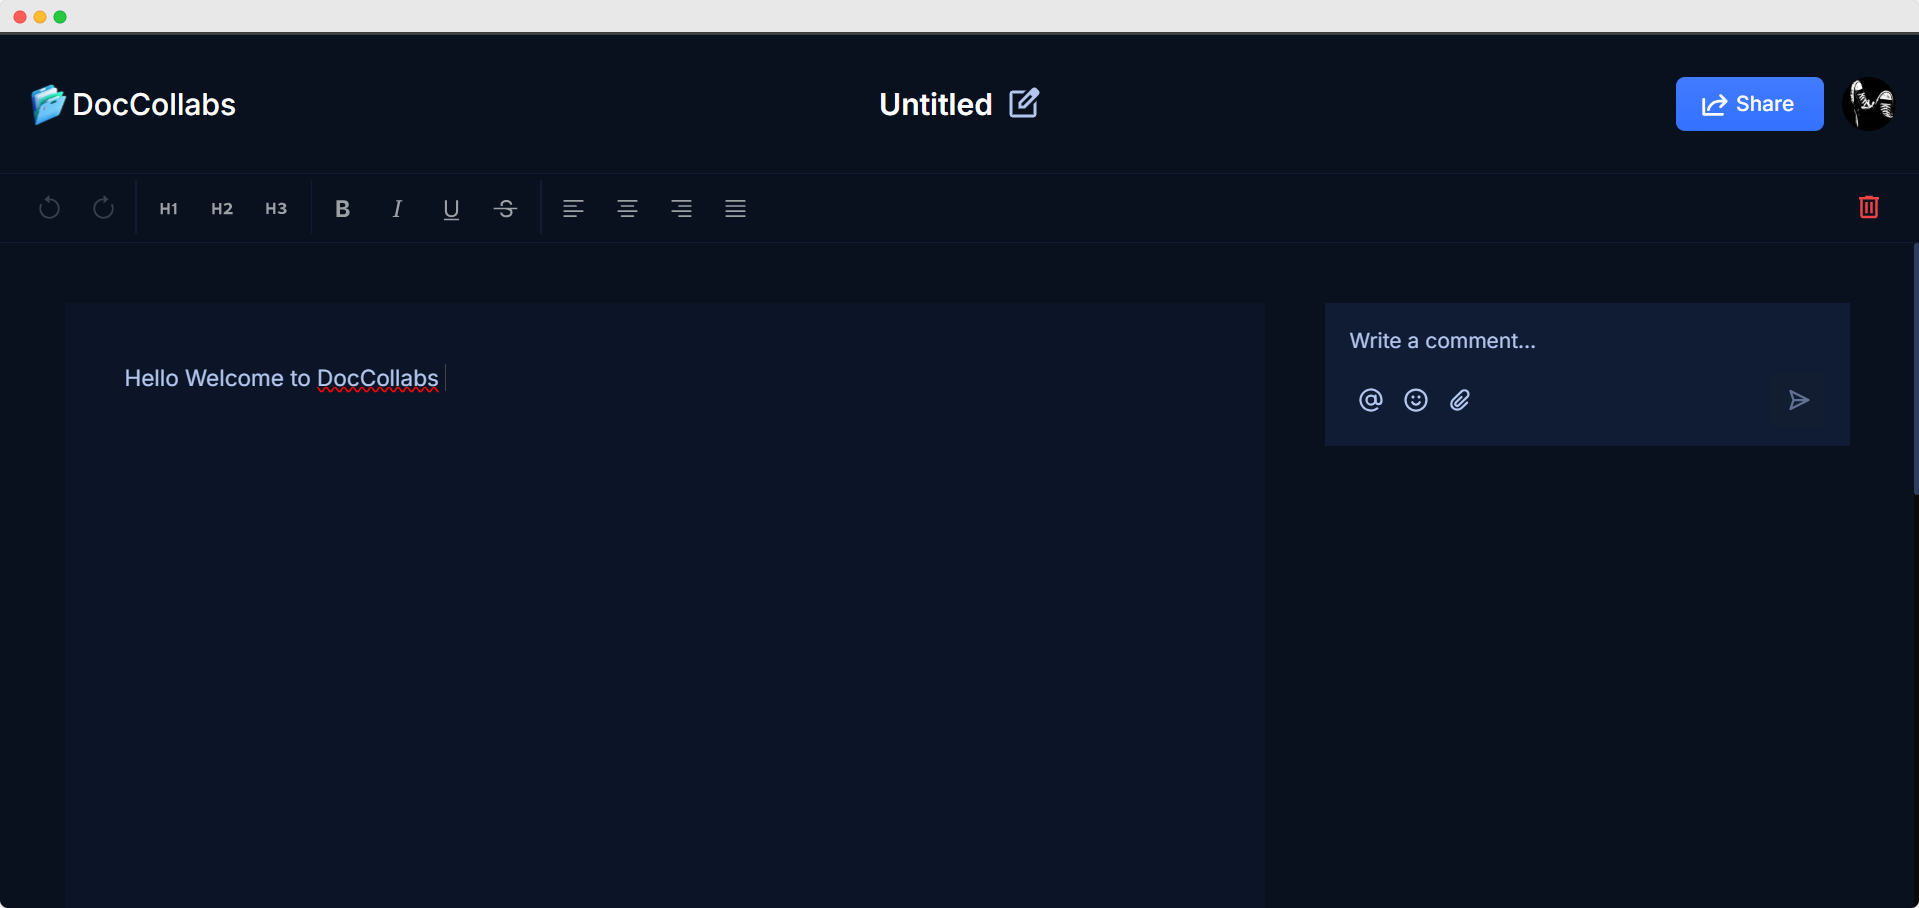 DocCollabs
Untitled
Share
H1 H2 H3 B I U S
Hello Welcome to DocCollabs
Write a comment...